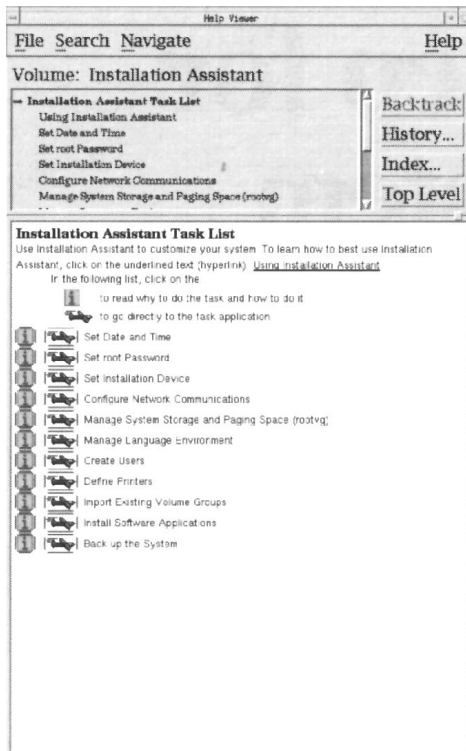 Help Viewer
File Search Navigate Help
Volume: Installation Assistant
Installation Assistant Task List
Using Installation Assistant
Set Date and Time
Set root Password
Set Installation Device
Configure Network Communications
Manage System Storage and Paging Space (rootvg)
Backtrack
History...
Index...
Top Level
Installation Assistant Task List
Use Installation Assistant to customize your system. To learn how to best use Installation
Assistant, click on the underlined text (hyperlink). Using Installation Assistant
In the following list, click on the
i to read why to do the task and how to do it
to go directly to the task application
i Set Date and Time
i Set root Password
i Set Installation Device
i Configure Network Communications
i Manage System Storage and Paging Space (rootvg)
i Manage Language Environment
i Create Users
i Define Printers
i Import Existing Volume Groups
i Install Software Applications
i Back up the System